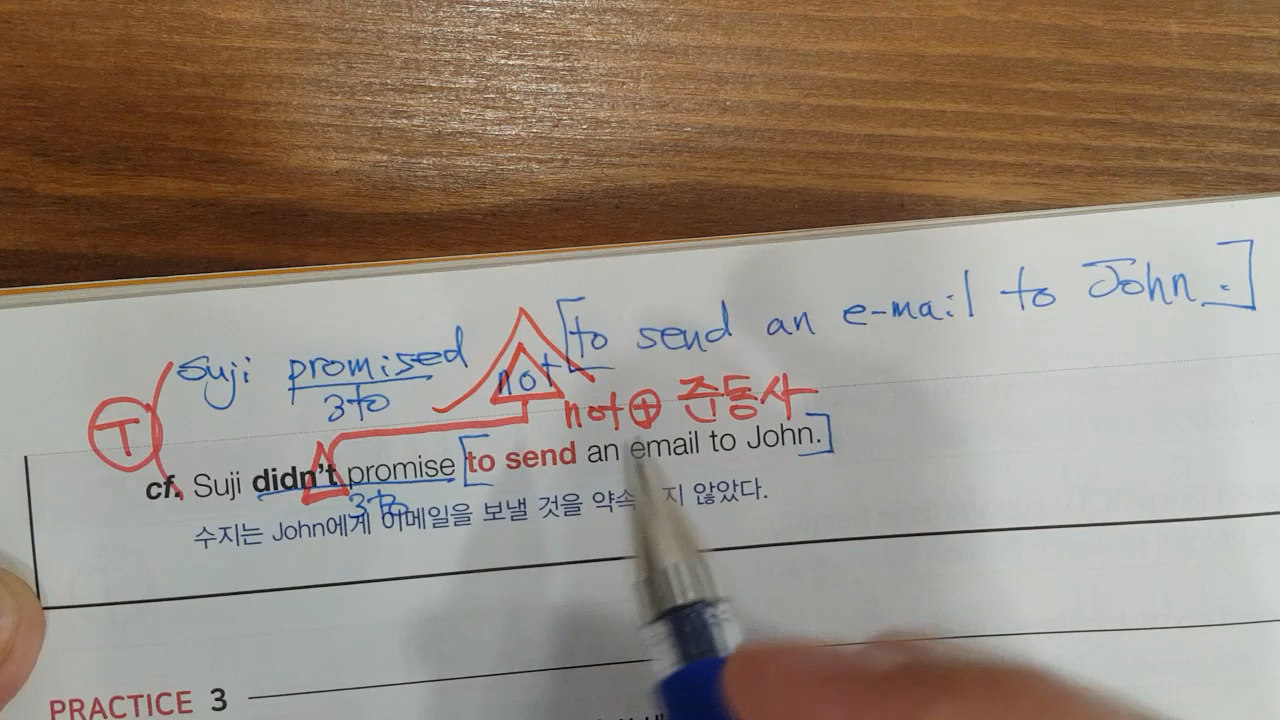 Suji promised not [to send an e-mail to John.]
3to
not ⊕ 준동사
T
cf. Suji didn't promise [to send an email to John.]
3to
수지는 John에게 이메일을 보낼 것을 약속 지 않았다.
PRACTICE 3